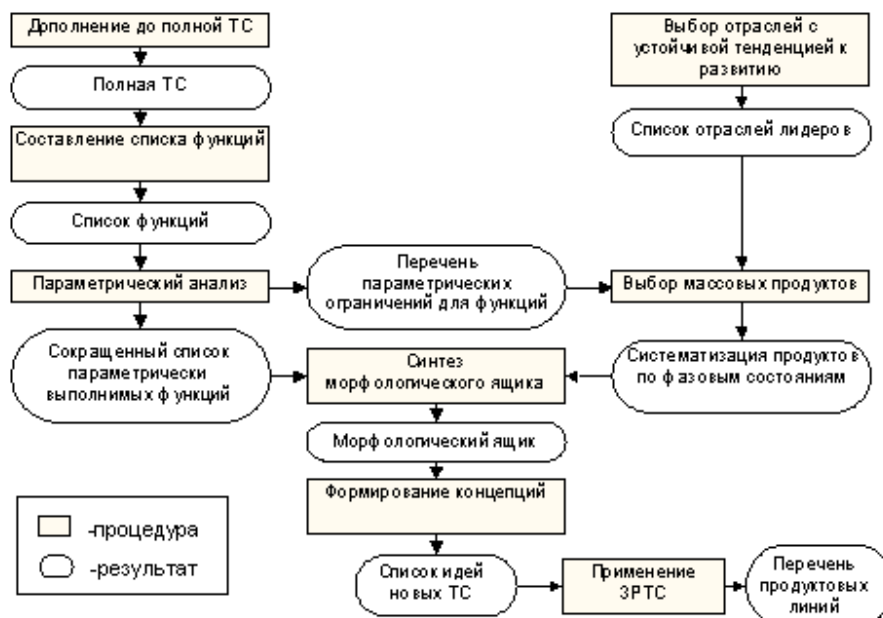 Дополнение до полной ТС
Полная ТС
Составление списка функций
Список функций
Параметрический анализ
Сокращенный список
параметрически
выполнимых функций
Перечень
параметрических
ограничений для функций
Выбор отраслей с
устойчивой тенденцией к
развитию
Список отраслей лидеров
Выбор массовых продуктов
Систематизация продуктов
по фазовым состояниям
Синтез
морфологического ящика
Морфологический ящик
Формирование концепций
Список идей
новых ТС
Применение
ЗРТС
Перечень
продуктовых
линий
-процедура
-результат